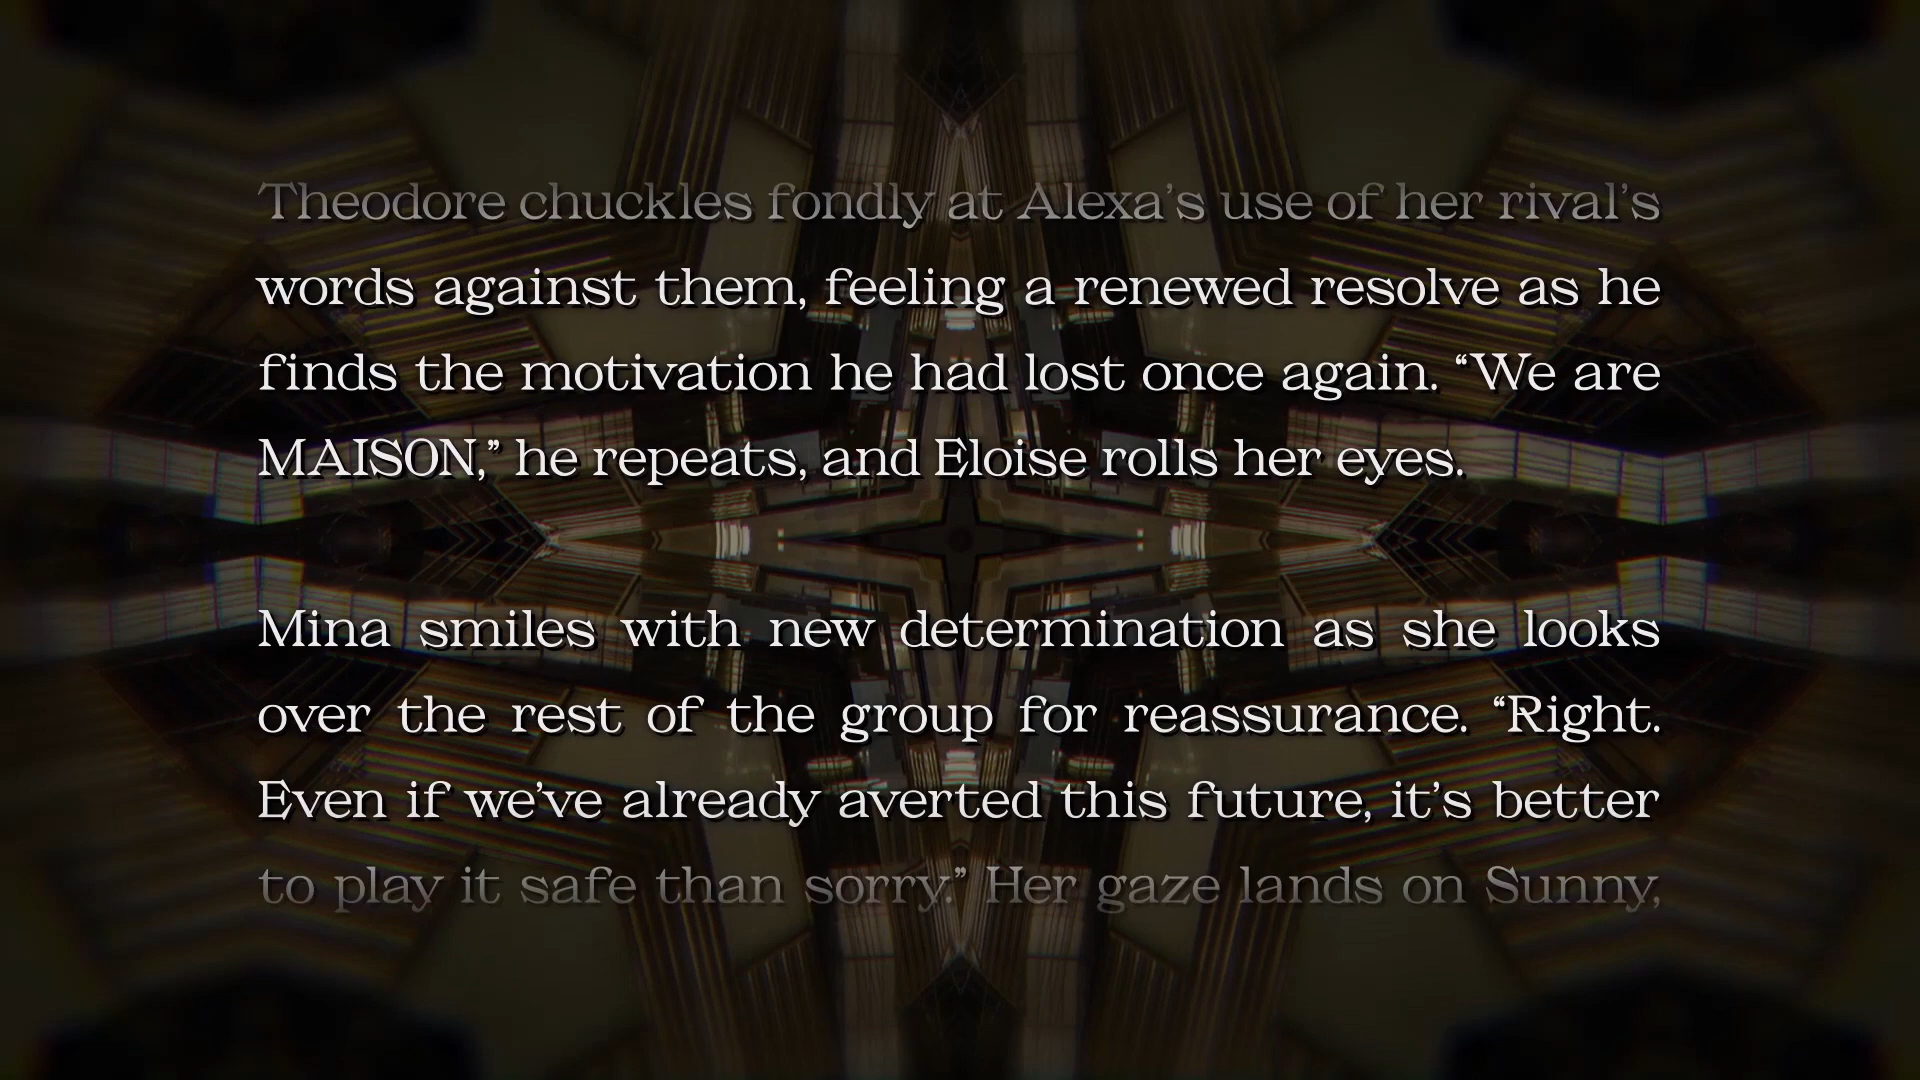 Theodore chuckles fondly at Alexa’s use of her rival’s
words against them, feeling a renewed resolve as he
finds the motivation he had lost once again. “We are
MAISON,” he repeats, and Eloise rolls her eyes.
Mina smiles with new determination as she looks
over the rest of the group for reassurance. “Right.
Even if we’ve already averted this future, it’s better
to play it safe than sorry.” Her gaze lands on Sunny,